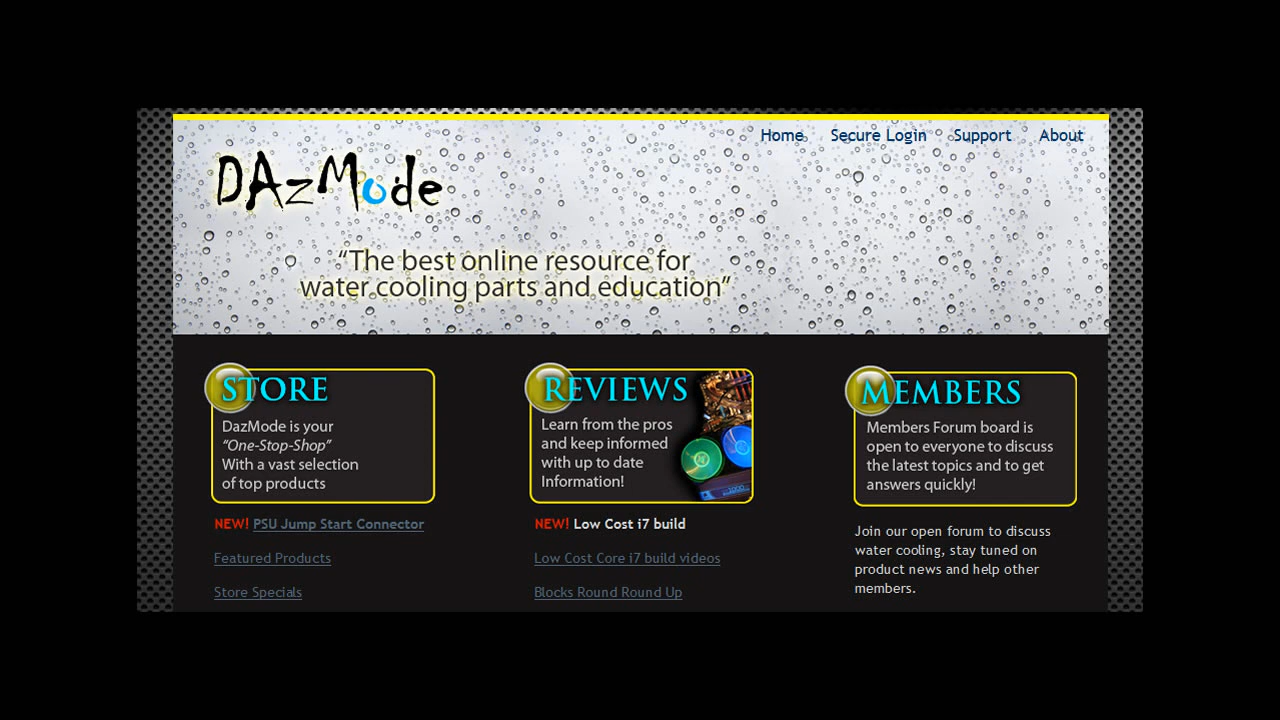 Home Secure Login Support About
DAzMode
“The best online resource for
water cooling parts and education”
STORE
DazMode is your
“One-Stop-Shop”
With a vast selection
of top products
NEW! PSU Jump Start Connector
Featured Products
Store Specials
REVIEWS
Learn from the pros
and keep informed
with up to date
Information!
NEW! Low Cost i7 build
Low Cost Core i7 build videos
Blocks Round Round Up
MEMBERS
Members Forum board is
open to everyone to discuss
the latest topics and to get
answers quickly!
Join our open forum to discuss
water cooling, stay tuned on
product news and help other
members.